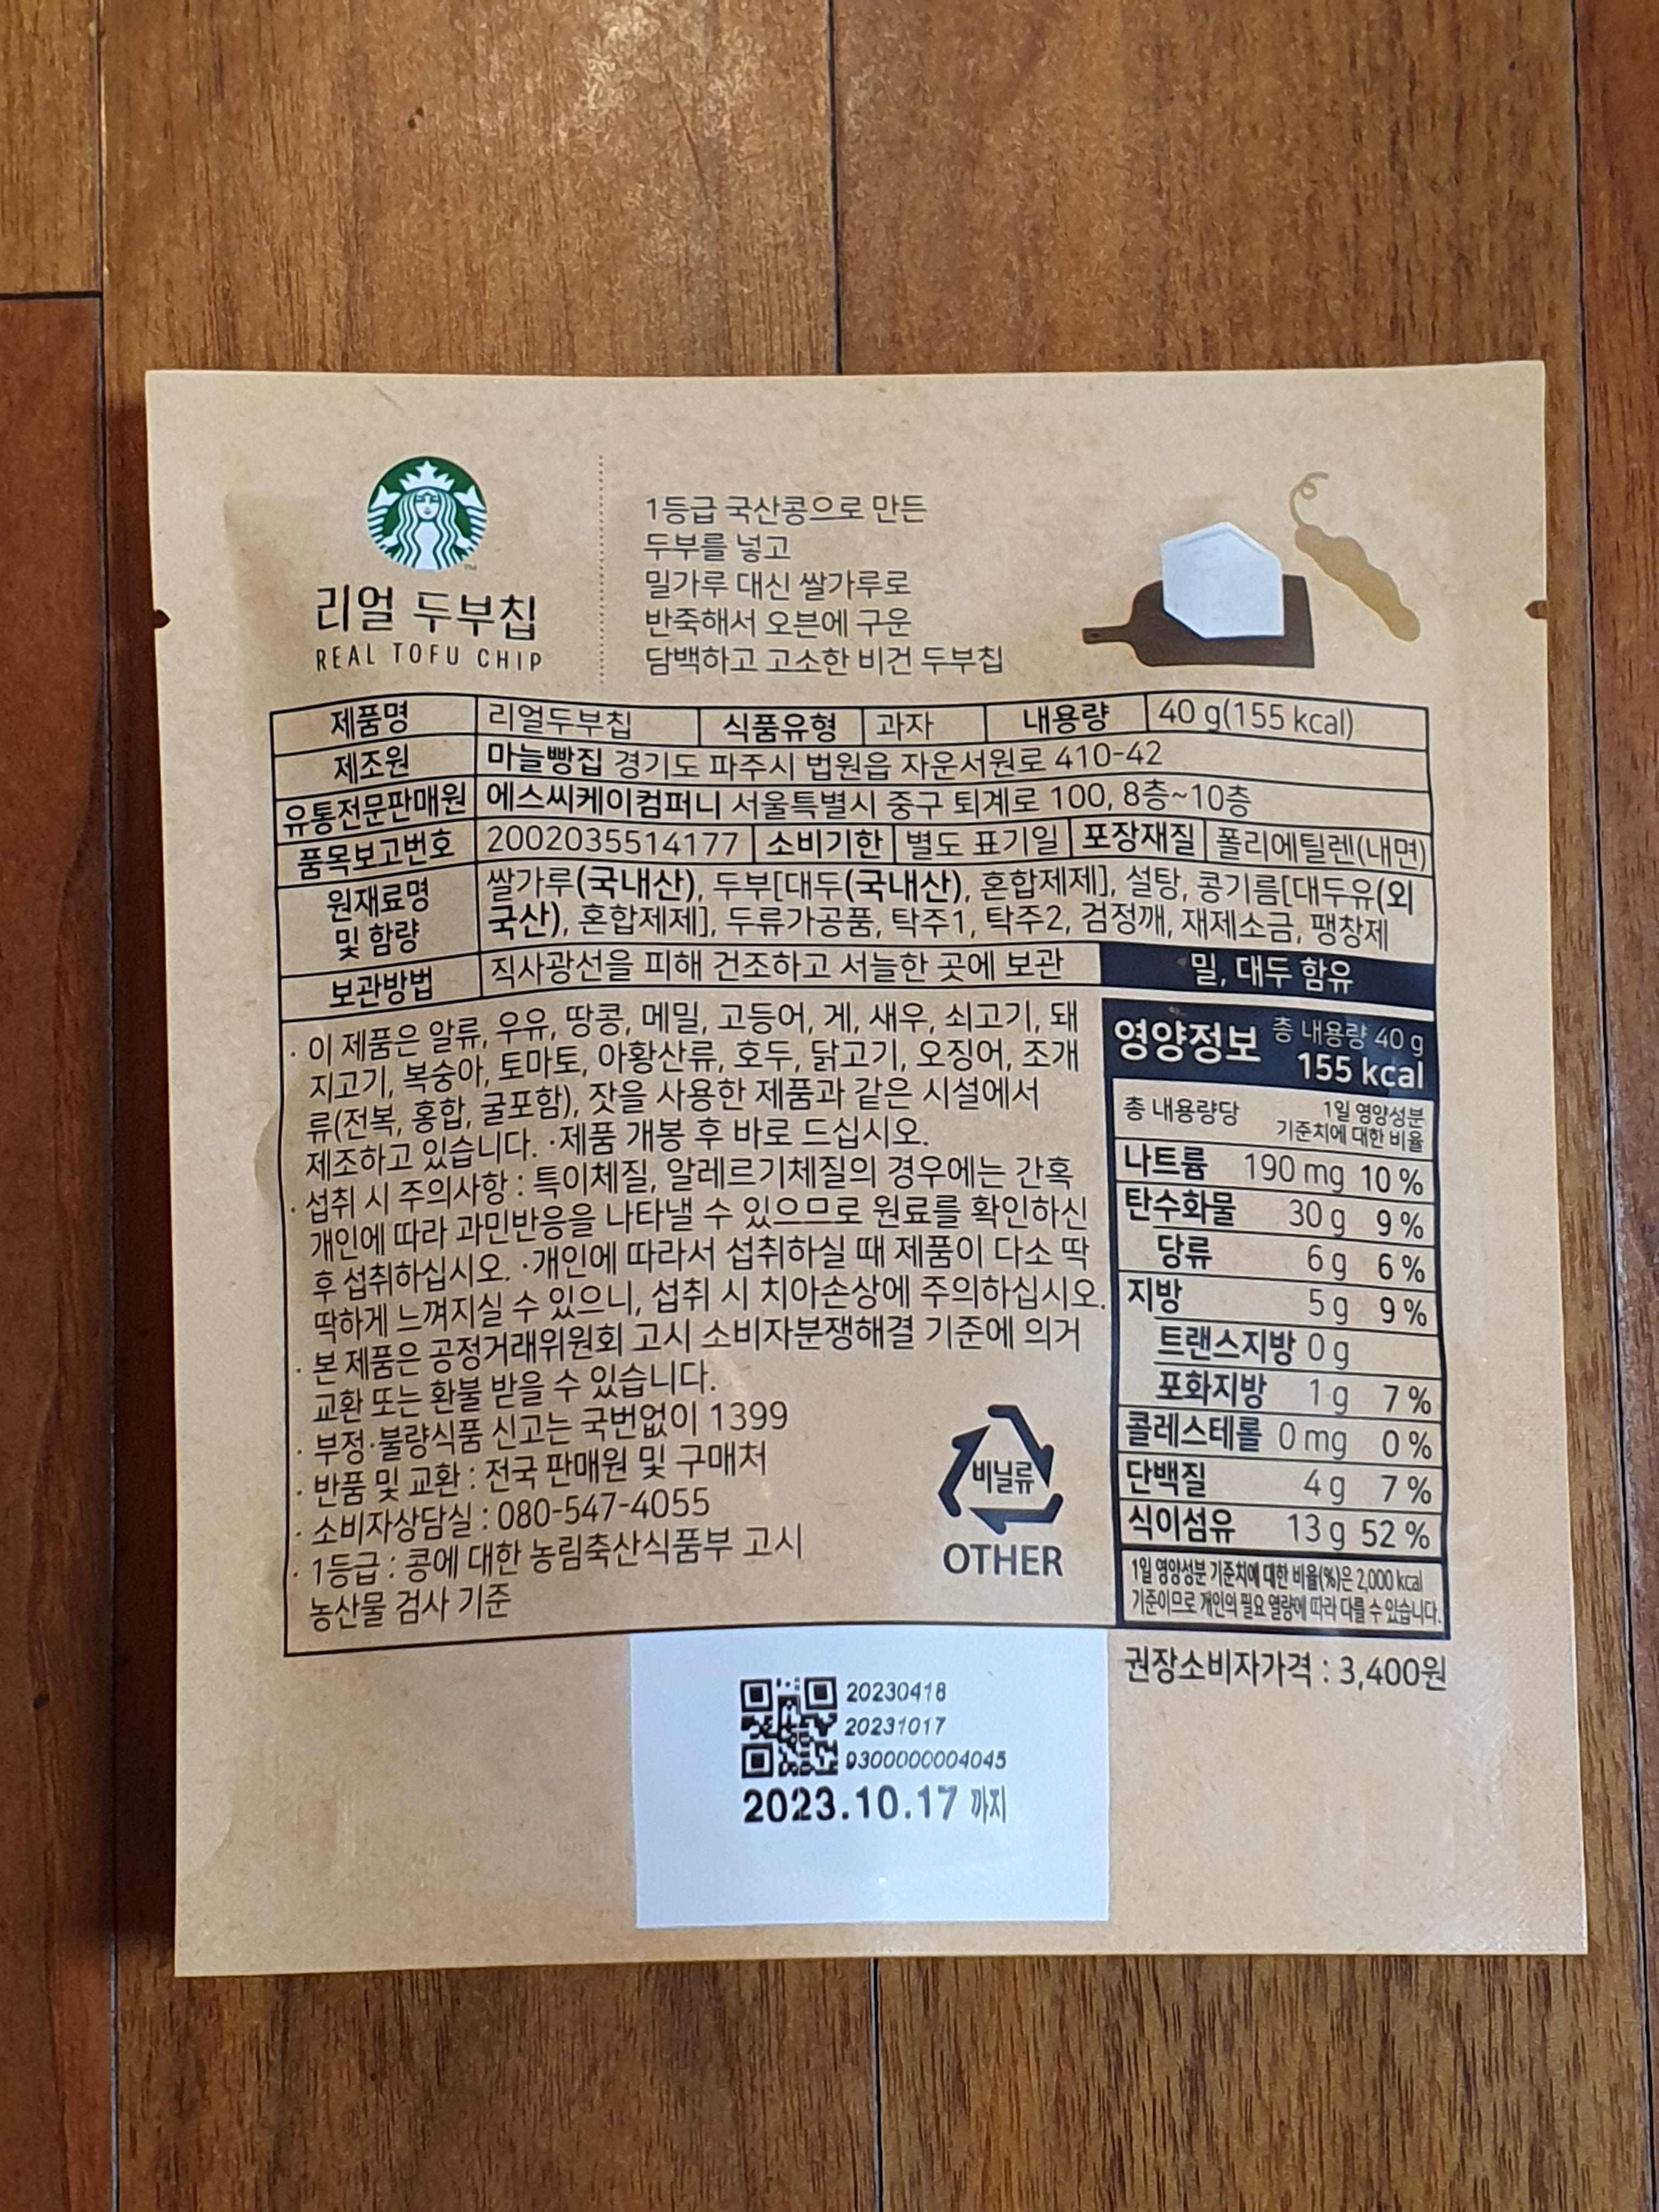 리얼 두부칩
REAL TOFU CHIP
1등급 국산콩으로 만든
두부를 넣고
밀가루 대신 쌀가루로
반죽해서 오븐에 구운
담백하고 고소한 비건 두부칩
제품명 리얼두부칩 식품유형 과자 내용량 40 g(155 kcal)
제조원 마늘빵집 경기도 파주시 법원읍 자운서원로 410-42
유통전문판매원 에스씨케이컴퍼니 서울특별시 중구 퇴계로 100, 8층~10층
품목보고번호 2002035514177 소비기한 별도 표기일 포장재질 폴리에틸렌(내면)
원재료명 쌀가루(국내산), 두부[대두(국내산), 혼합제제], 설탕, 콩기름[대두유(외
및 함량 국산), 혼합제제], 두류가공품, 탁주1, 탁주2, 검정깨, 재제소금, 팽창제
보관방법 직사광선을 피해 건조하고 서늘한 곳에 보관
밀, 대두 함유
· 이 제품은 알류, 우유, 땅콩, 메밀, 고등어, 게, 새우, 쇠고기, 돼
지고기, 복숭아, 토마토, 아황산류, 호두, 닭고기, 오징어, 조개
류(전복, 홍합, 굴포함), 잣을 사용한 제품과 같은 시설에서
제조하고 있습니다. ·제품 개봉 후 바로 드십시오.
· 섭취 시 주의사항 : 특이체질, 알레르기체질의 경우에는 간혹
개인에 따라 과민반응을 나타낼 수 있으므로 원료를 확인하신
후 섭취하십시오. ·개인에 따라서 섭취하실 때 제품이 다소 딱
딱하게 느껴지실 수 있으니, 섭취 시 치아손상에 주의하십시오.
· 본 제품은 공정거래위원회 고시 소비자분쟁해결 기준에 의거
교환 또는 환불 받을 수 있습니다.
· 부정·불량식품 신고는 국번없이 1399
· 반품 및 교환 : 전국 판매원 및 구매처
· 소비자상담실 : 080-547-4055
· 1등급 : 콩에 대한 농림축산식품부 고시
농산물 검사 기준
비닐류
OTHER
영양정보 총 내용량 40 g
155 kcal
총 내용량당 1일 영양성분
기준치에 대한 비율
나트륨 190 mg 10 %
탄수화물 30 g 9 %
당류 6 g 6 %
지방 5 g 9 %
트랜스지방 0 g
포화지방 1 g 7 %
콜레스테롤 0 mg 0 %
단백질 4 g 7 %
식이섬유 13 g 52 %
1일 영양성분 기준치에 대한 비율(%)은 2,000 kcal
기준이므로 개인의 필요 열량에 따라 다를 수 있습니다.
권장소비자가격 : 3,400원
20230418
20231017
9300000004045
2023.10.17 까지